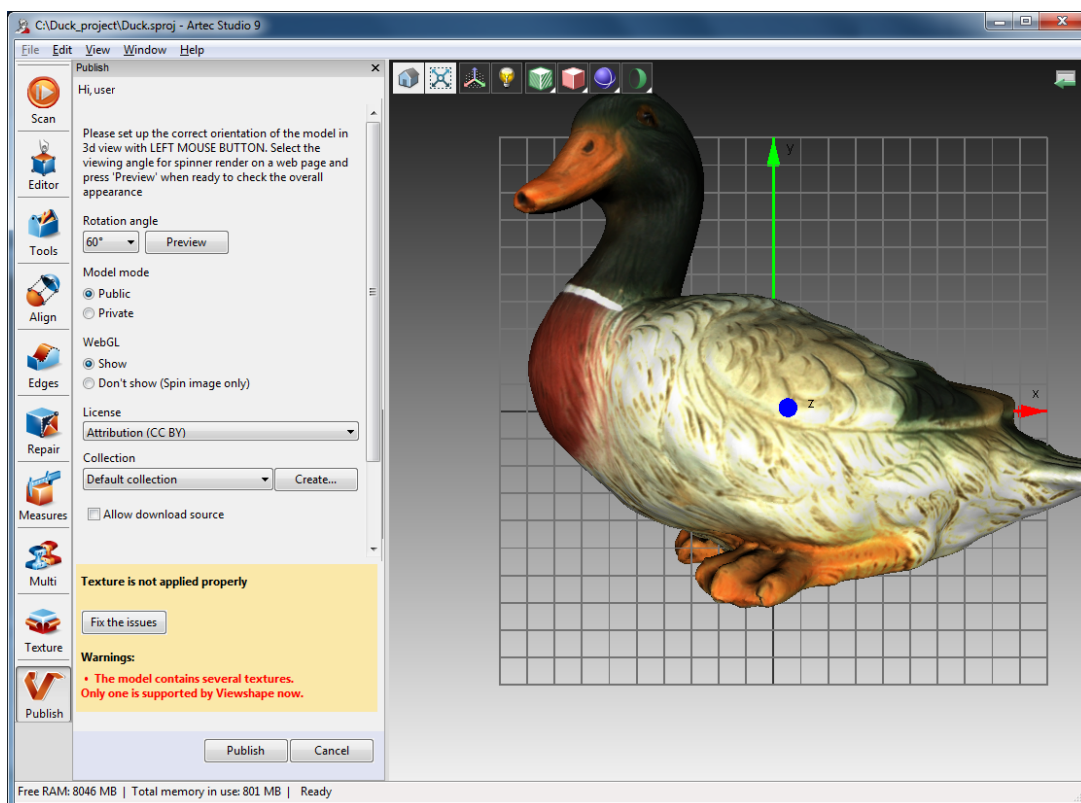 C:\Duck_project\Duck.sproj - Artec Studio 9
File Edit View Window Help
Publish
Hi, user
Please set up the correct orientation of the model in
3d view with LEFT MOUSE BUTTON. Select the
viewing angle for spinner render on a web page and
press 'Preview' when ready to check the overall
appearance
Rotation angle
60° Preview
Model mode
Public
Private
WebGL
Show
Don't show (Spin image only)
License
Attribution (CC BY)
Collection
Default collection Create...
Allow download source
Texture is not applied properly
Fix the issues
Warnings:
• The model contains several textures.
Only one is supported by Viewshape now.
Publish Cancel
Scan
Editor
Tools
Align
Edges
Repair
Measures
Multi
Texture
Publish
y
x
z
Free RAM: 8046 MB | Total memory in use: 801 MB | Ready